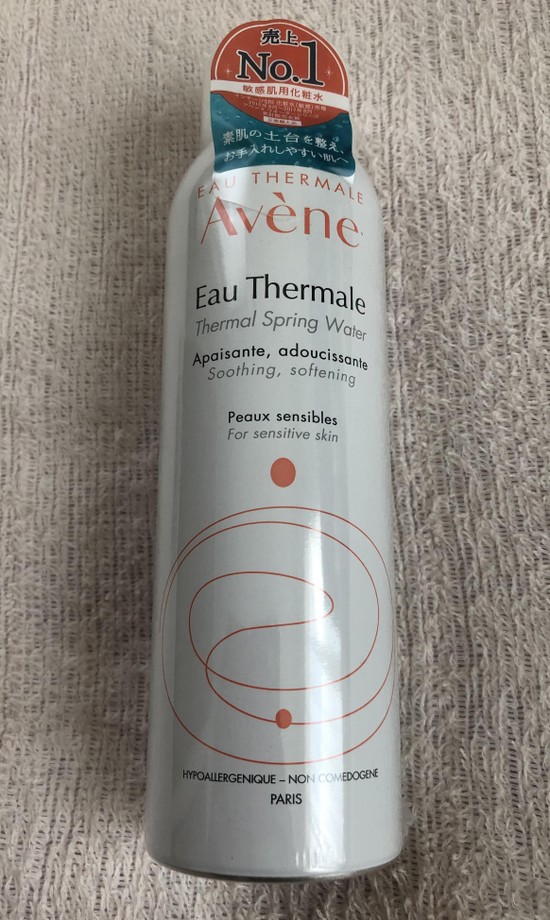 売上
No.1
敏感肌用化粧水
素肌の土台を整え、
お手入れしやすい肌へ
EAU THERMALE
Avène
Eau Thermale
Thermal Spring Water
Apaisante, adoucissante
Soothing, softening
Peaux sensibles
For sensitive skin
HYPOALLERGENIQUE – NON COMEDOGENE
PARIS